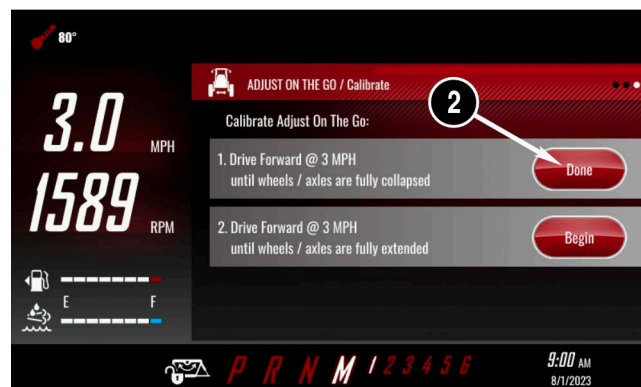 80°
ADJUST ON THE GO / Calibrate
2
3.0 MPH
1589 RPM
Calibrate Adjust On The Go:
1. Drive Forward @ 3 MPH
until wheels / axles are fully collapsed
Done
2. Drive Forward @ 3 MPH
until wheels / axles are fully extended
Begin
E F
P R N M 1 2 3 4 5 6
9:00 AM
8/1/2023